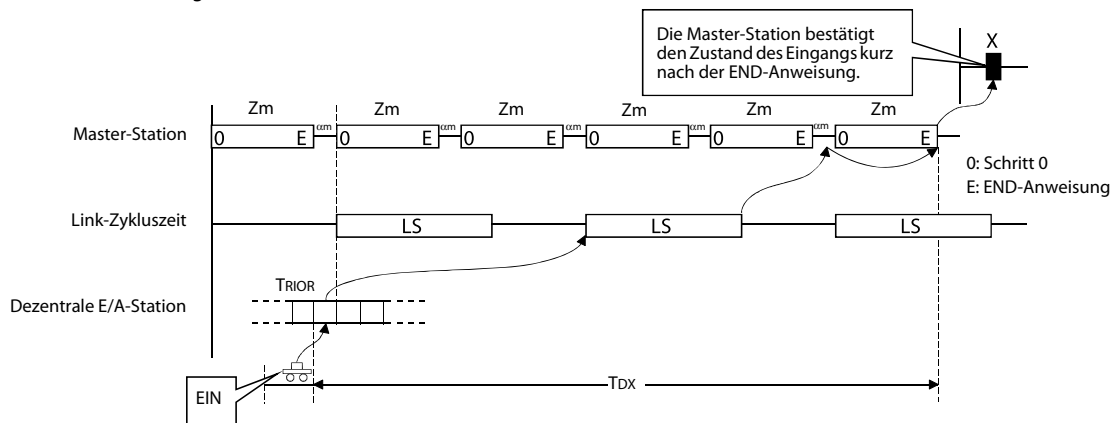 Die Master-Station bestätigt
den Zustand des Eingangs kurz
nach der END-Anweisung.
X
Zm Zm Zm Zm Zm Zm
Master-Station
0 E αm 0 E αm 0 E αm 0 E αm 0 E αm 0 E
0: Schritt 0
E: END-Anweisung
Link-Zykluszeit
LS LS LS
TRIOR
Dezentrale E/A-Station
EIN
TDX